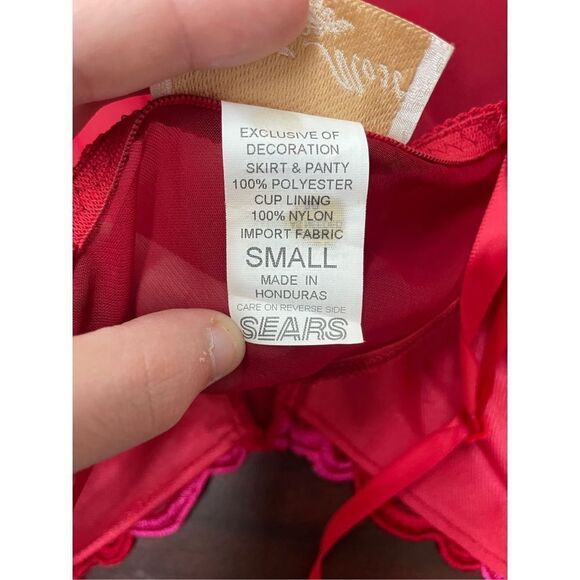 EXCLUSIVE OF
DECORATION
SKIRT & PANTY
100% POLYESTER
CUP LINING
100% NYLON
IMPORT FABRIC
SMALL
MADE IN
HONDURAS
CARE ON REVERSE SIDE
SEARS